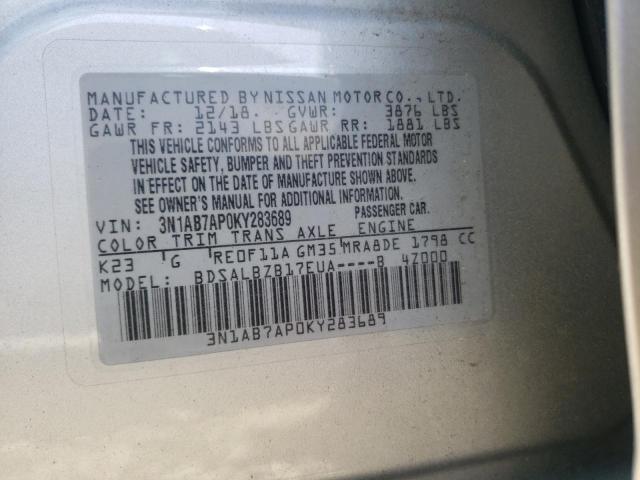 MANUFACTURED BY NISSAN MOTOR CO., LTD.
DATE: 12/18. GVWR: 3876 LBS
GAWR FR: 2143 LBS GAWR RR: 1881 LBS
THIS VEHICLE CONFORMS TO ALL APPLICABLE FEDERAL MOTOR
VEHICLE SAFETY, BUMPER AND THEFT PREVENTION STANDARDS
IN EFFECT ON THE DATE OF MANUFACTURE SHOWN ABOVE.
SEE OWNER'S MANUAL FOR ADDITIONAL INFORMATION.
VIN: 3N1AB7AP0KY283689 PASSENGER CAR.
COLOR TRIM TRANS AXLE ENGINE
K23 G RE0F11A GM35 MRA8DE 1798 CC
MODEL: BDSALBZB17EUA----B 4Z000
3N1AB7AP0KY283689